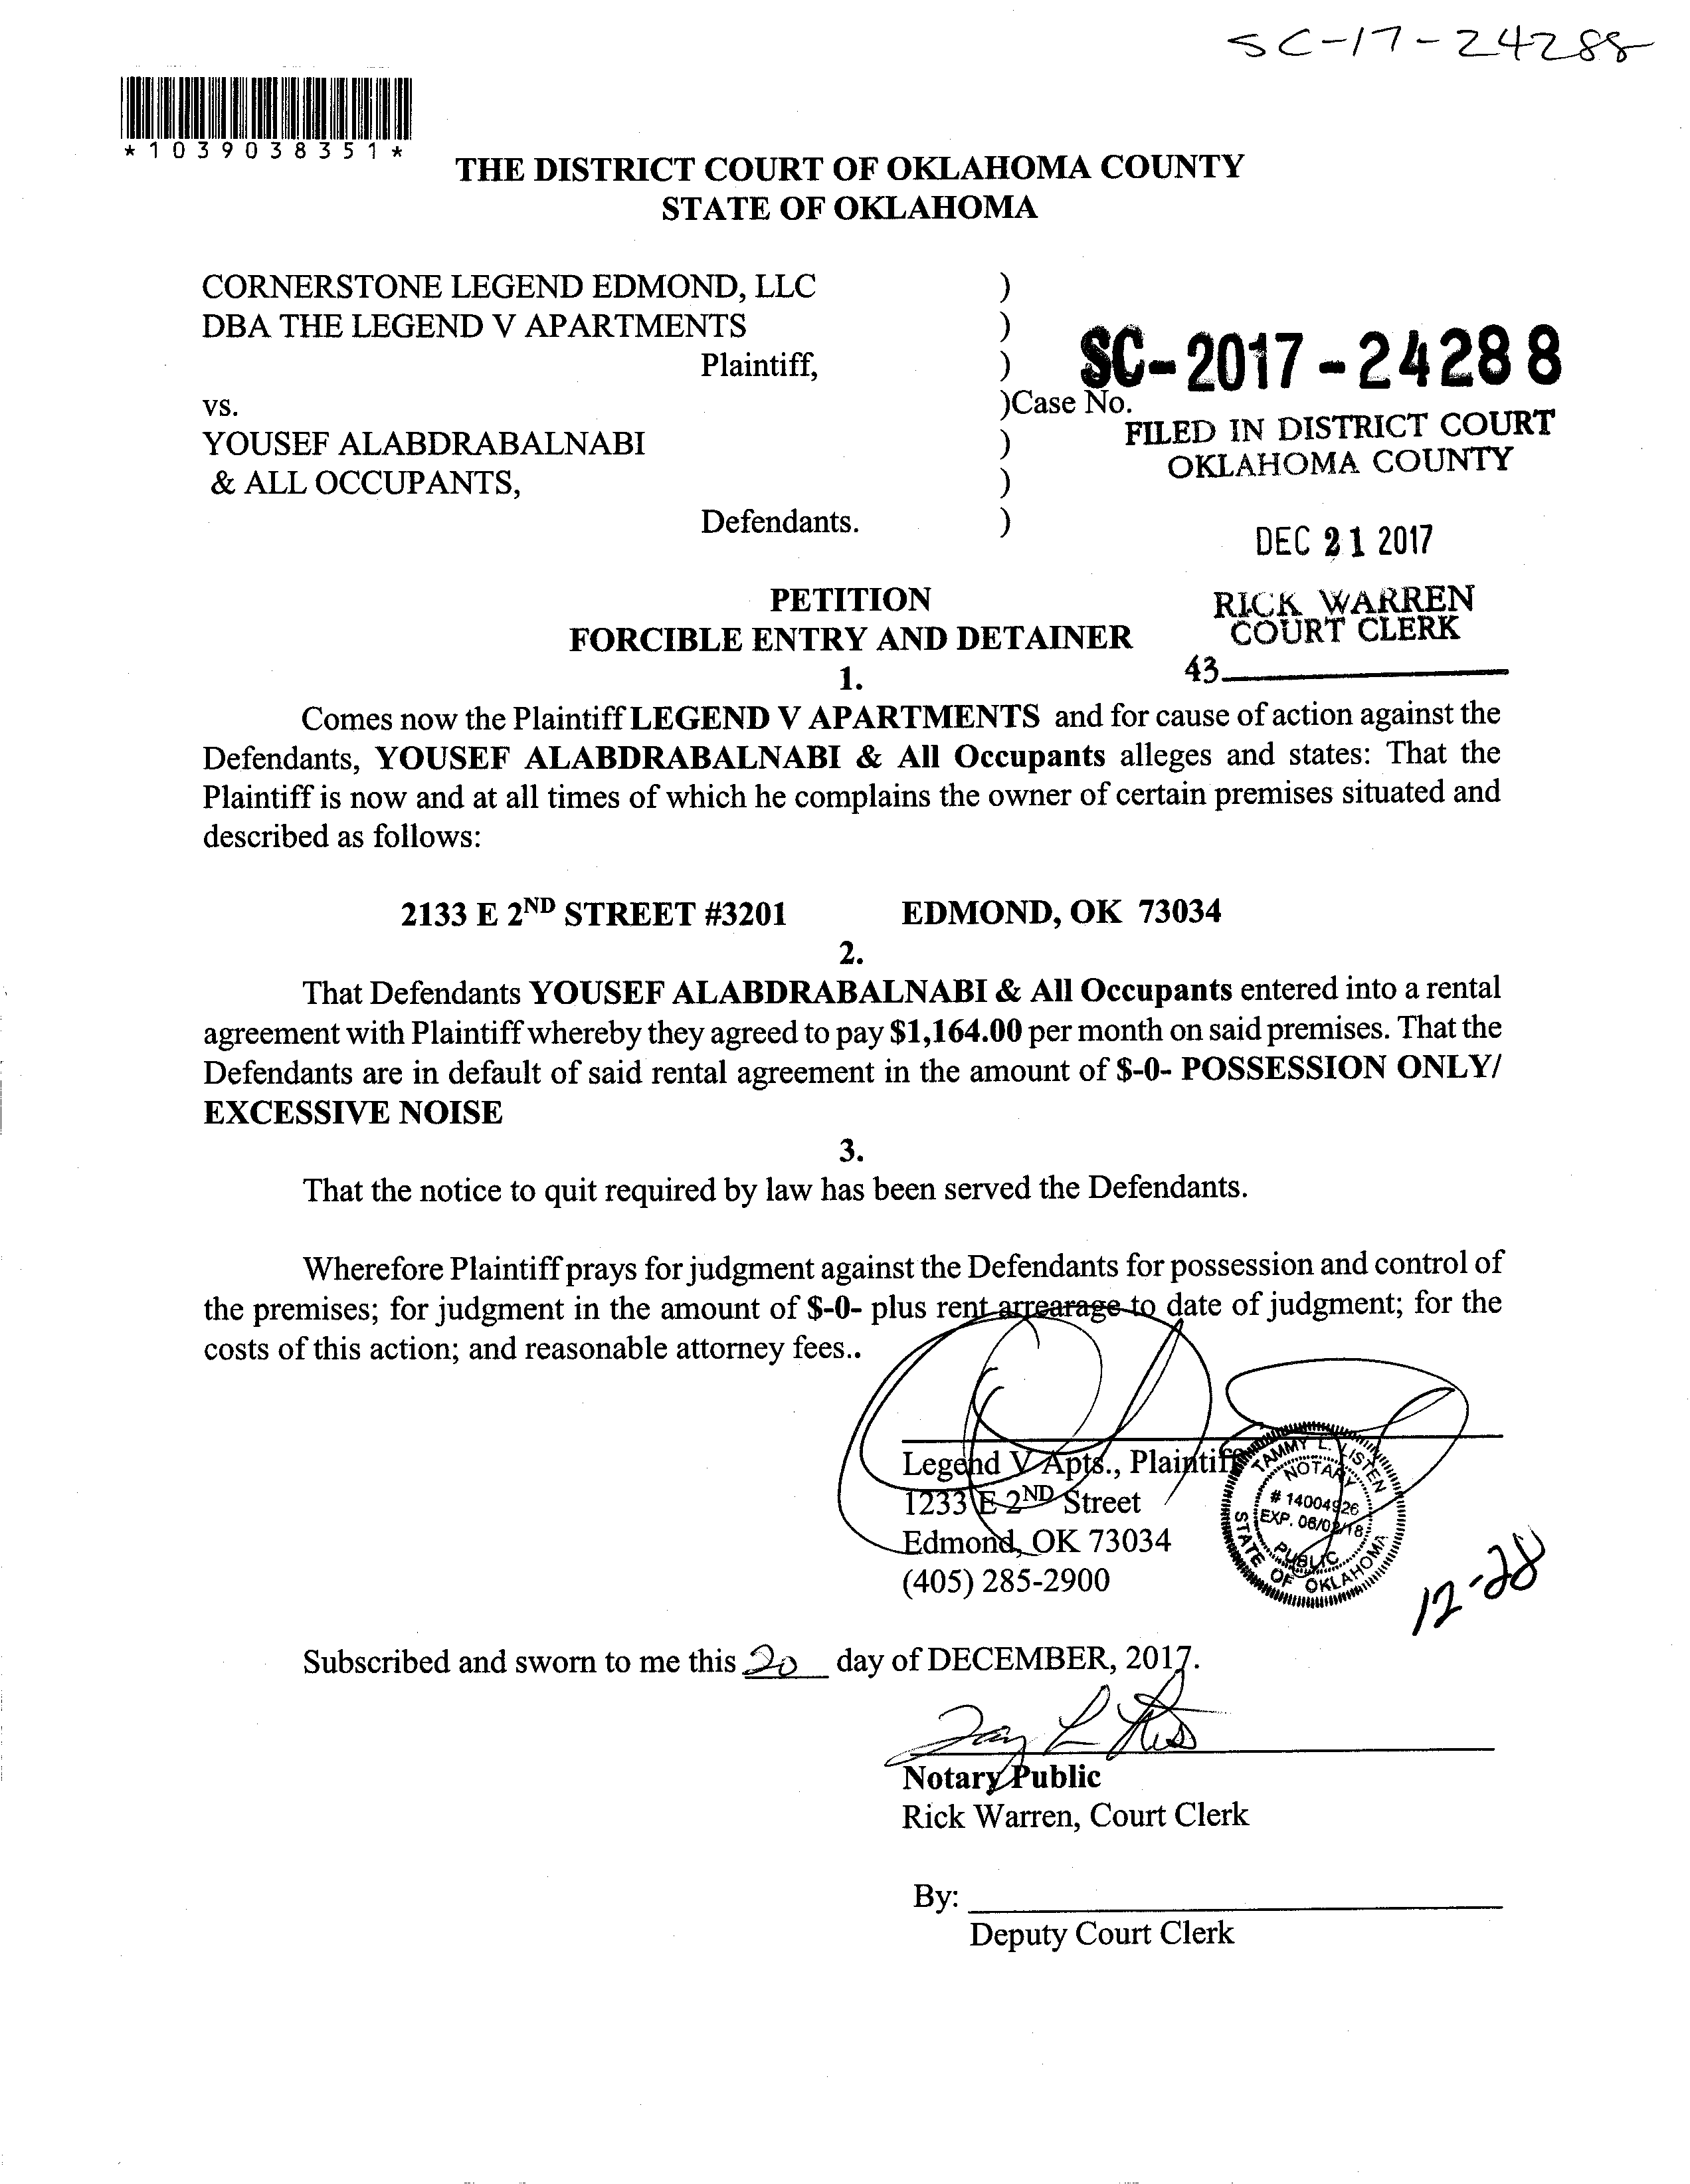 SC-17-24288
*1039038351*
THE DISTRICT COURT OF OKLAHOMA COUNTY
STATE OF OKLAHOMA
CORNERSTONE LEGEND EDMOND, LLC )
DBA THE LEGEND V APARTMENTS )
Plaintiff, ) SC-2017-24288
vs. )Case No.
FILED IN DISTRICT COURT
YOUSEF ALABDRABALNABI )
OKLAHOMA COUNTY
& ALL OCCUPANTS, )
Defendants. )
DEC 21 2017
PETITION
RICK WARREN
FORCIBLE ENTRY AND DETAINER
COURT CLERK
43
1.
Comes now the Plaintiff LEGEND V APARTMENTS and for cause of action against the
Defendants, YOUSEF ALABDRABALNABI & All Occupants alleges and states: That the
Plaintiff is now and at all times of which he complains the owner of certain premises situated and
described as follows:
2133 E 2ND STREET #3201 EDMOND, OK 73034
2.
That Defendants YOUSEF ALABDRABALNABI & All Occupants entered into a rental
agreement with Plaintiff whereby they agreed to pay $1,164.00 per month on said premises. That the
Defendants are in default of said rental agreement in the amount of $-0- POSSESSION ONLY/
EXCESSIVE NOISE
3.
That the notice to quit required by law has been served the Defendants.
Wherefore Plaintiff prays for judgment against the Defendants for possession and control of
the premises; for judgment in the amount of $-0- plus rent arrearage to date of judgment; for the
costs of this action; and reasonable attorney fees..
Legend V Apts., Plaintiff
1233 E 2ND Street
Edmond, OK 73034
(405) 285-2900
TAMMY L. LISTEN
NOTARY
# 14004926
EXP. 06/02/18
PUBLIC
STATE OF OKLAHOMA
12-28
Subscribed and sworn to me this 20 day of DECEMBER, 2017.
Notary Public
Rick Warren, Court Clerk
By:
Deputy Court Clerk